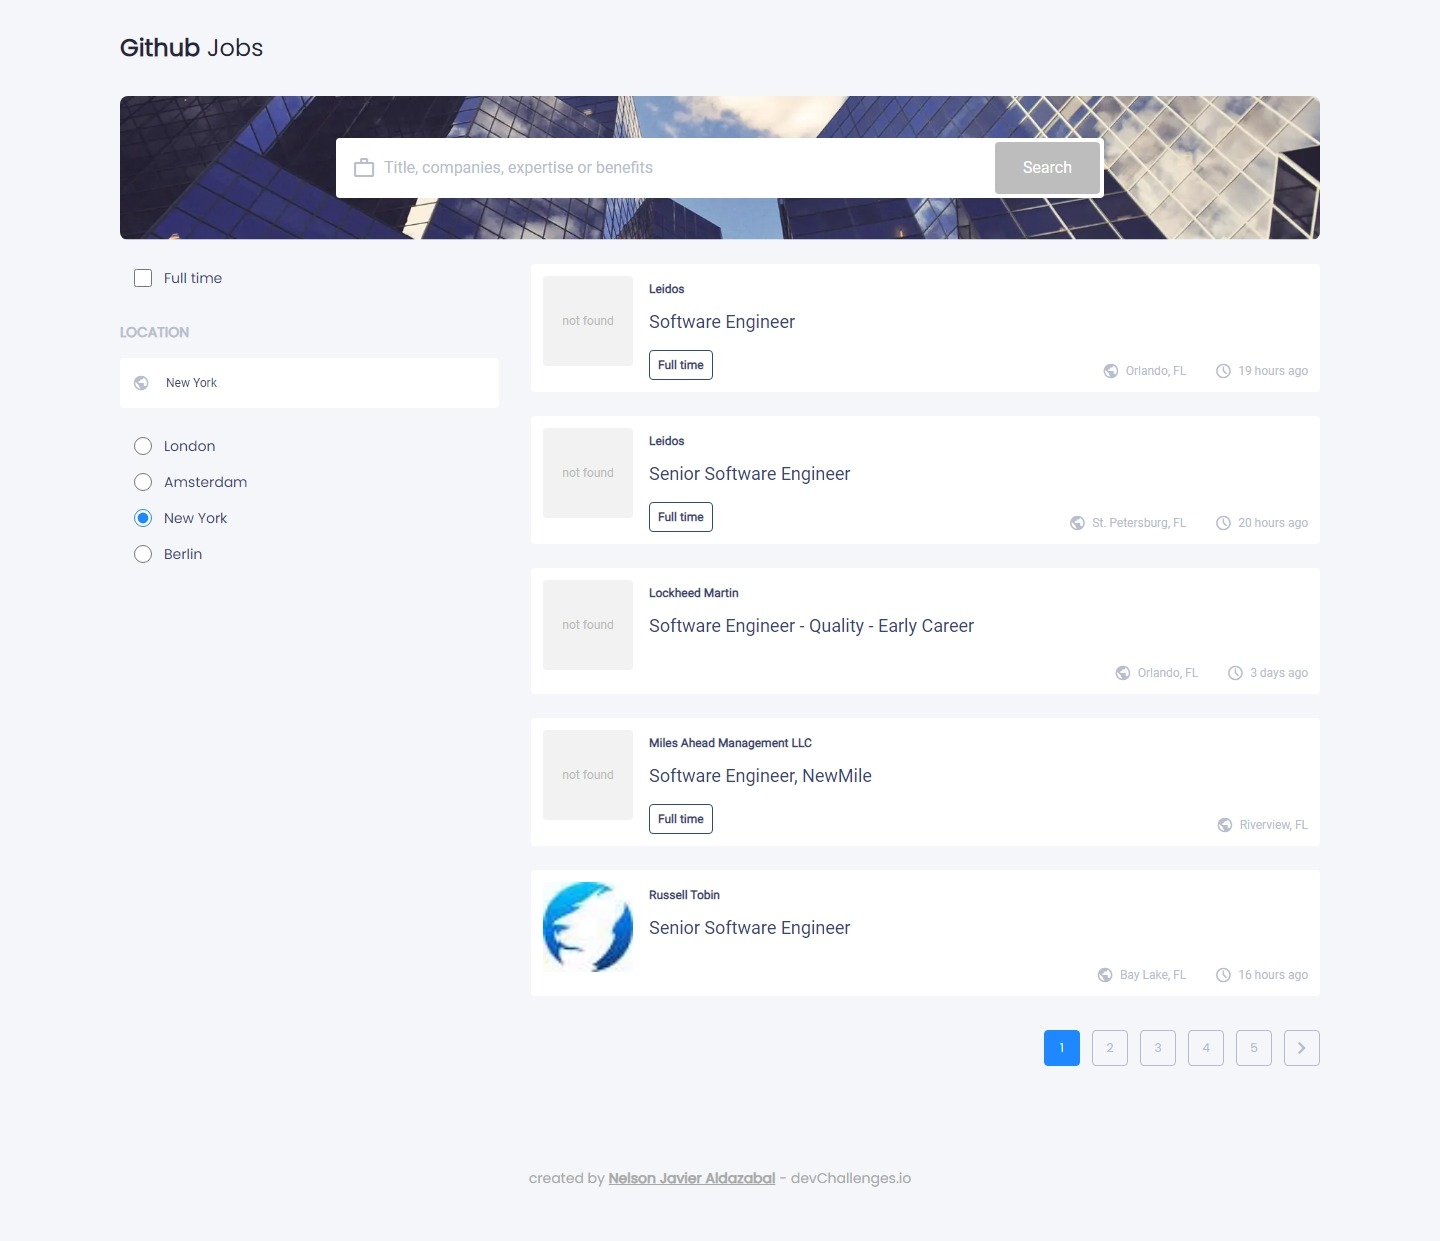 Github Jobs
Title, companies, expertise or benefits
Search
Full time
LOCATION
New York
London
Amsterdam
New York
Berlin
not found
Leidos
Software Engineer
Full time
Orlando, FL
19 hours ago
not found
Leidos
Senior Software Engineer
Full time
St. Petersburg, FL
20 hours ago
not found
Lockheed Martin
Software Engineer - Quality - Early Career
Orlando, FL
3 days ago
not found
Miles Ahead Management LLC
Software Engineer, NewMile
Full time
Riverview, FL
Russell Tobin
Senior Software Engineer
Bay Lake, FL
16 hours ago
1 2 3 4 5
created by Nelson Javier Aldazabal - devChallenges.io